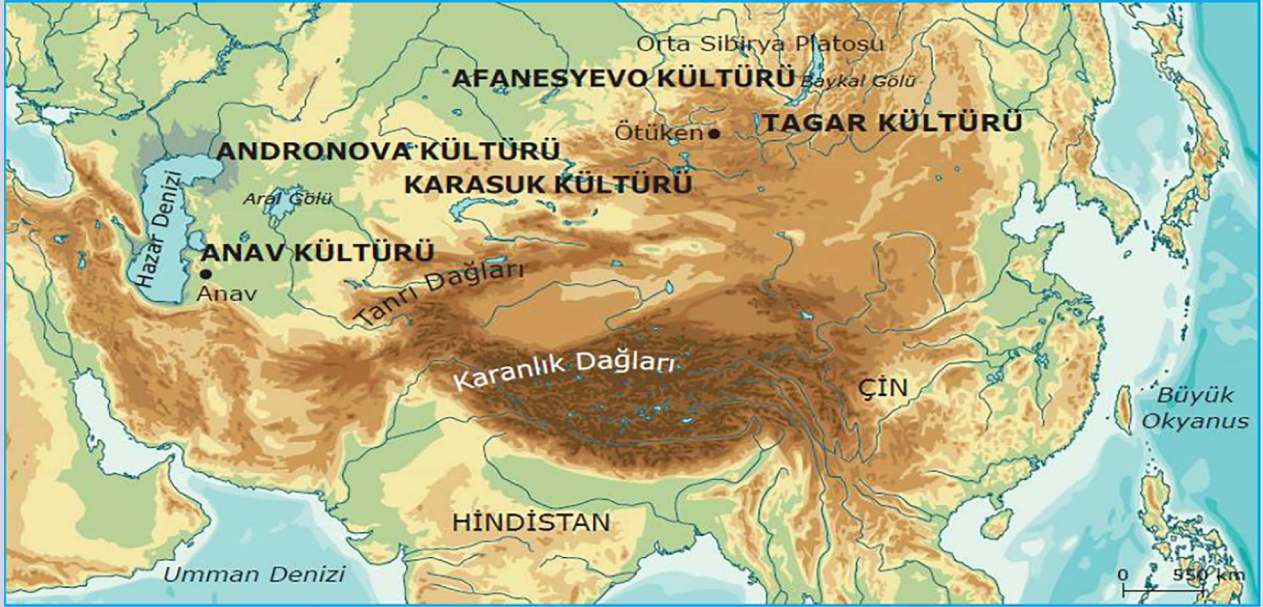 Orta Sibirya Platosu
AFANESYEVO KÜLTÜRÜ
Baykal Gölü
Ötüken
TAGAR KÜLTÜRÜ
ANDRONOVA KÜLTÜRÜ
KARASUK KÜLTÜRÜ
Aral Gölü
Hazar Denizi
ANAV KÜLTÜRÜ
Anav
Tanrı Dağları
Karanlık Dağları
ÇİN
Büyük
Okyanus
HİNDİSTAN
Umman Denizi
0 550 km